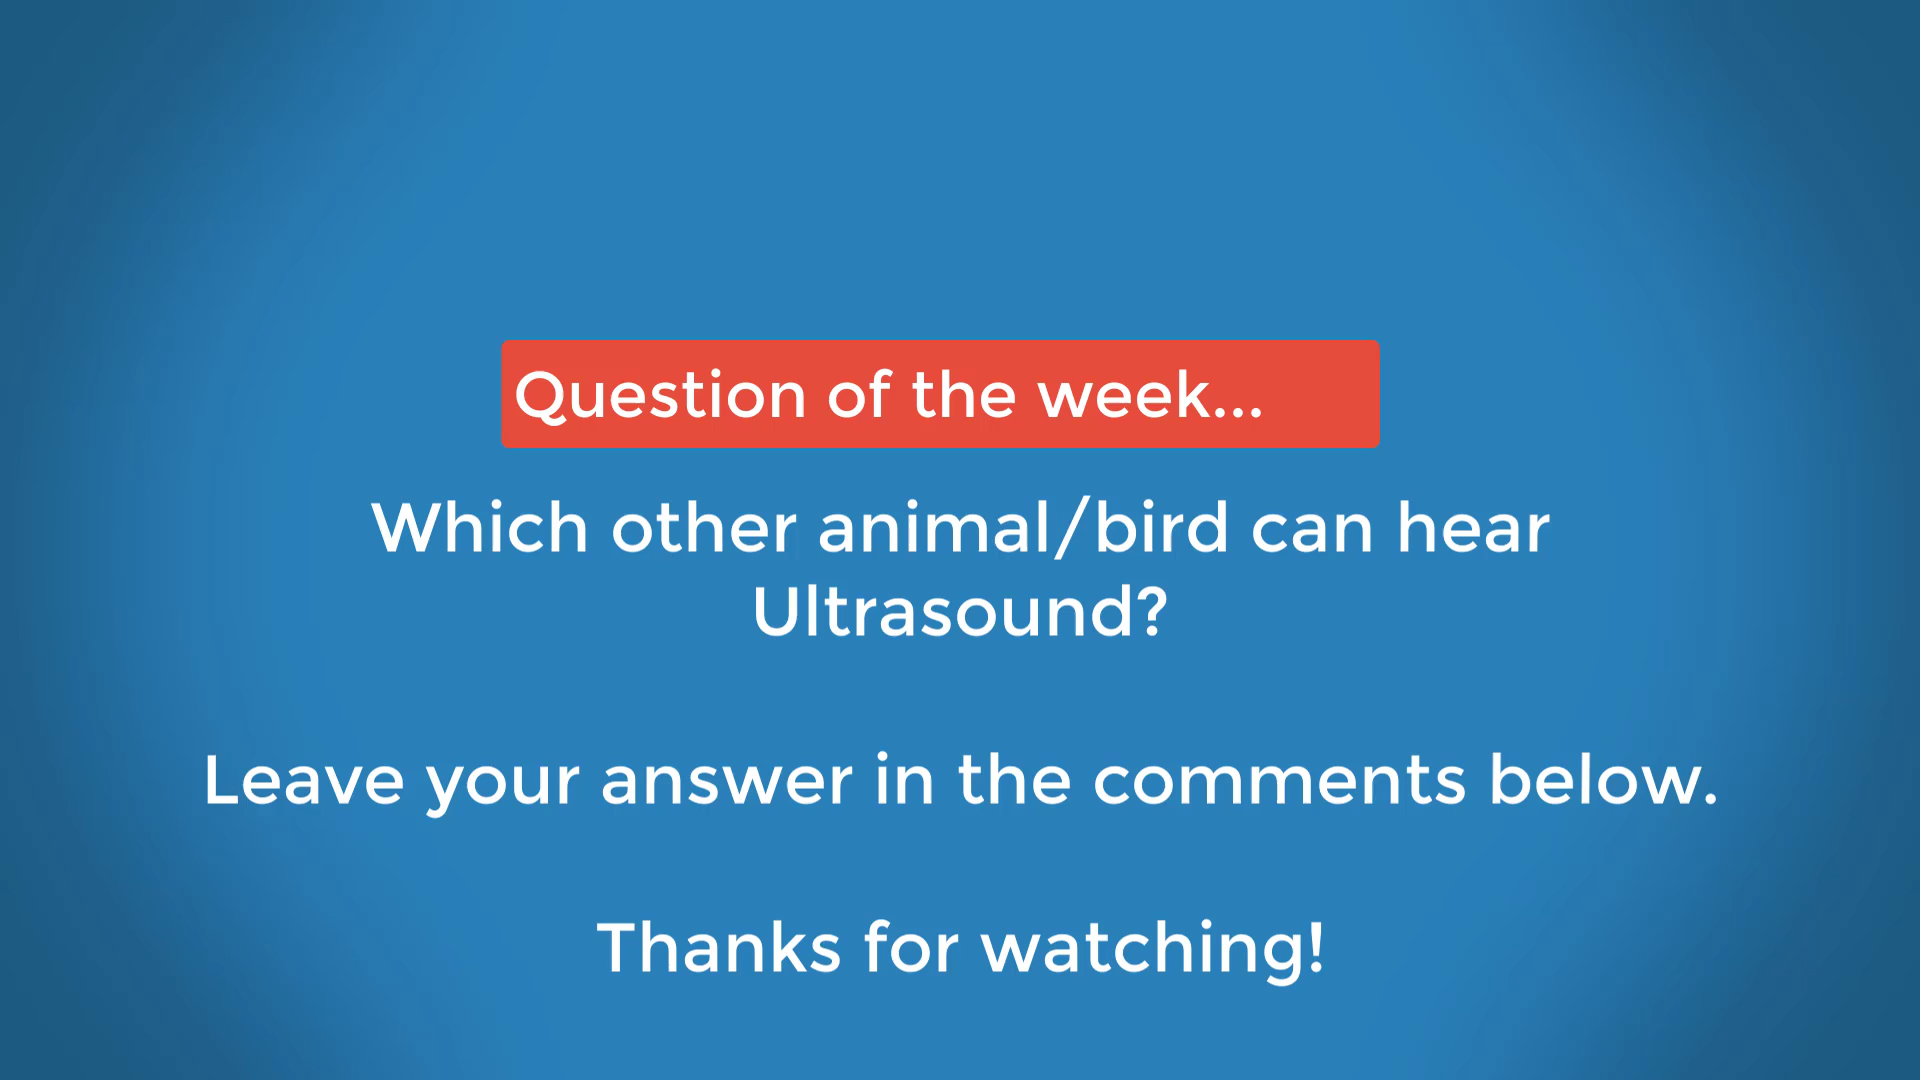 Question of the week...
Which other animal/bird can hear
Ultrasound?
Leave your answer in the comments below.
Thanks for watching!